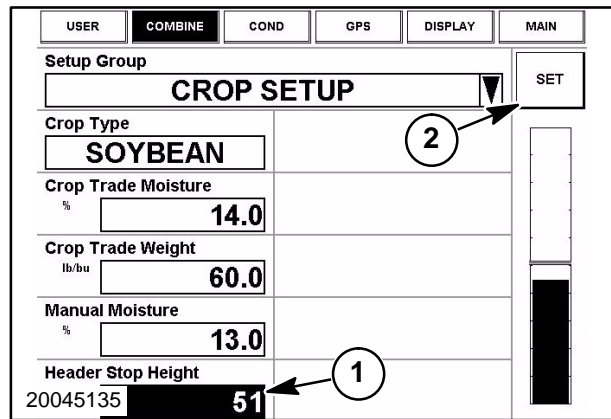 USER COMBINE COND GPS DISPLAY MAIN
Setup Group
CROP SETUP
SET
Crop Type
SOYBEAN
2
Crop Trade Moisture
% 14.0
Crop Trade Weight
lb/bu 60.0
Manual Moisture
% 13.0
Header Stop Height
1
20045135 51